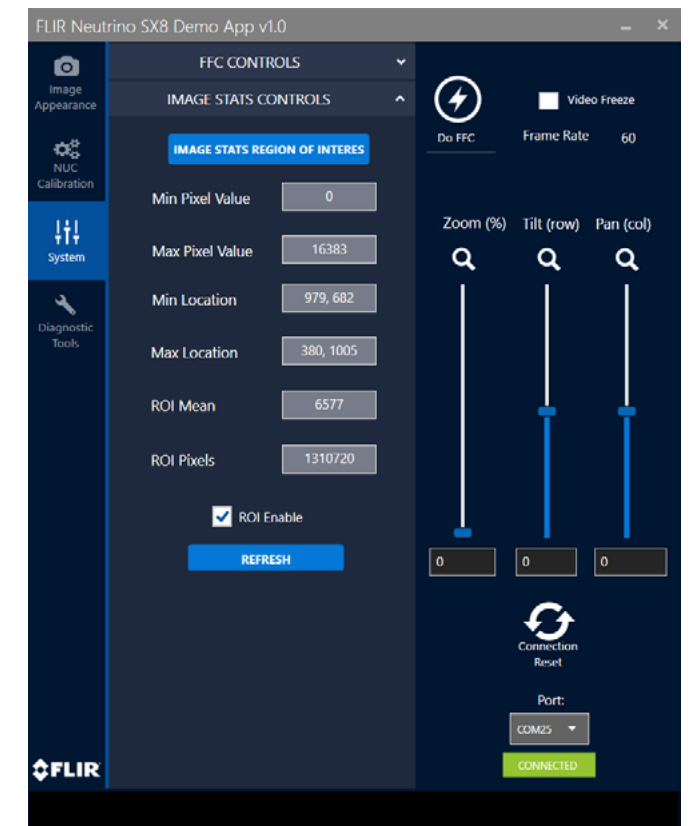 FLIR Neutrino SX8 Demo App v1.0
Image
Appearance
NUC
Calibration
System
Diagnostic
Tools
FLIR
FFC CONTROLS
IMAGE STATS CONTROLS
IMAGE STATS REGION OF INTERES
Min Pixel Value 0
Max Pixel Value 16383
Min Location 979, 682
Max Location 380, 1005
ROI Mean 6577
ROI Pixels 1310720
ROI Enable
REFRESH
Do FFC
Video Freeze
Frame Rate 60
Zoom (%) Tilt (row) Pan (col)
0 0 0
Connection
Reset
Port:
COM25
CONNECTED